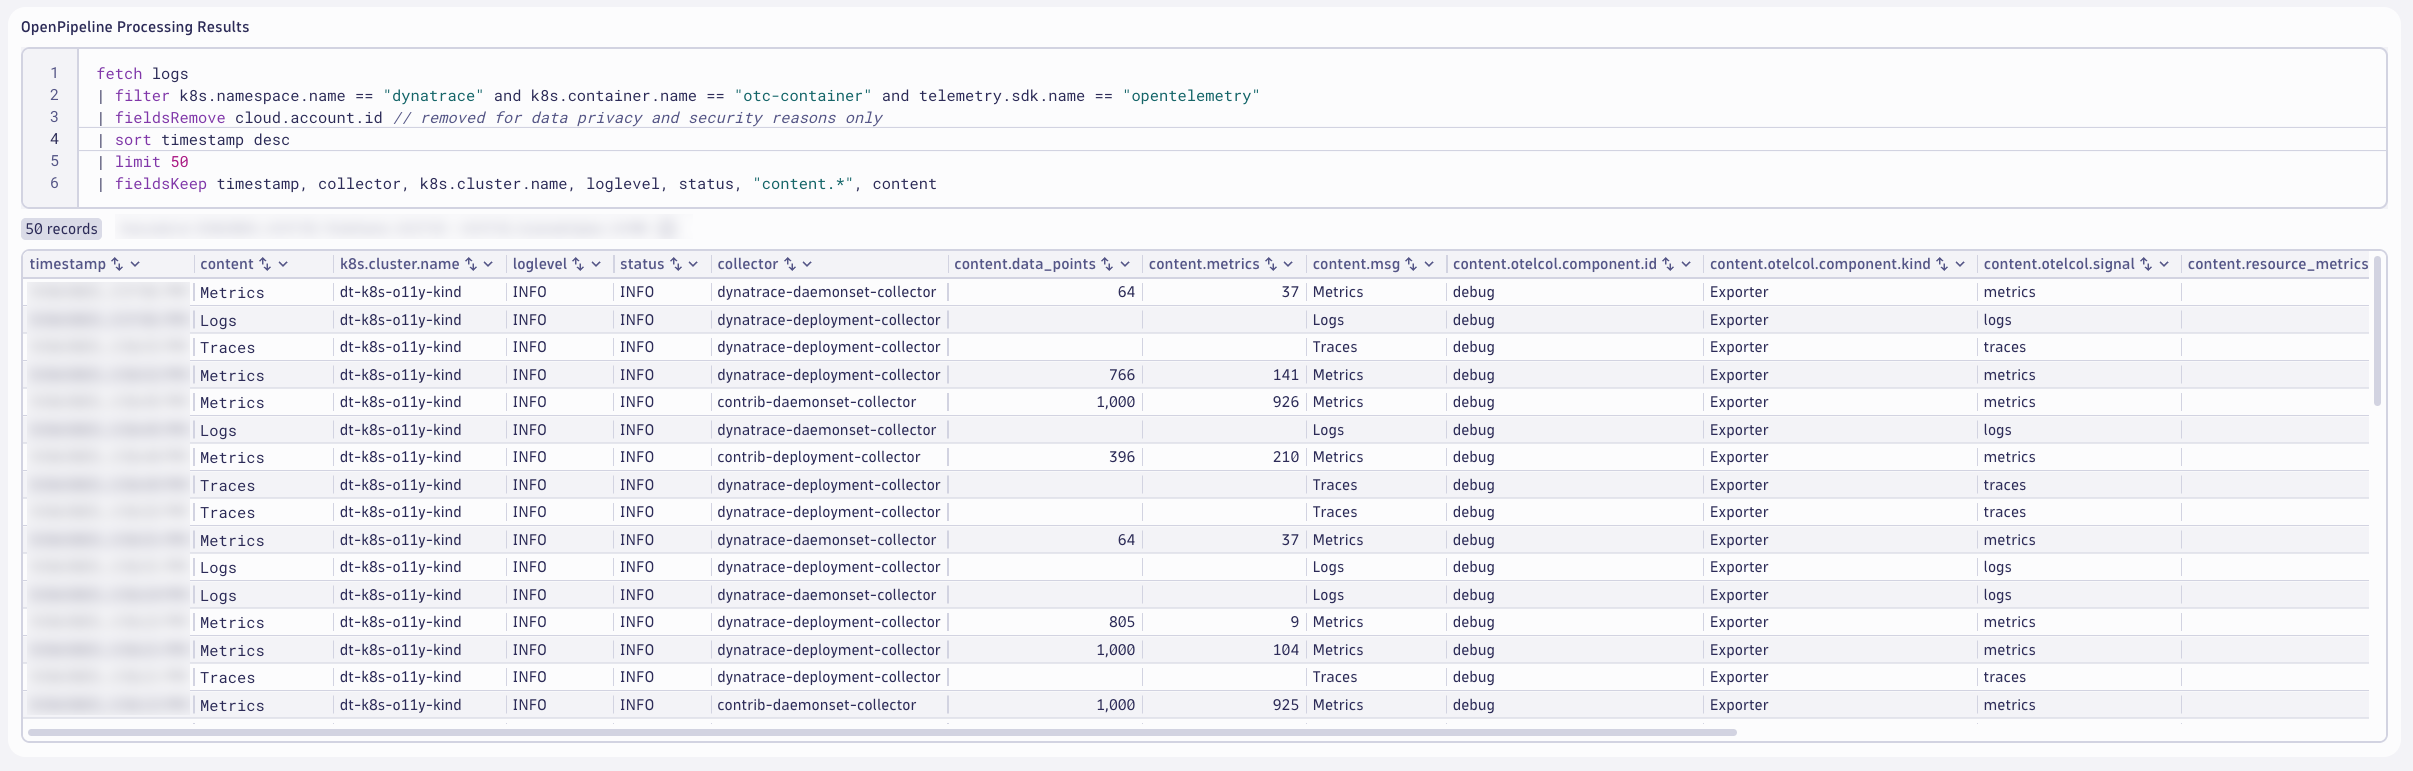 OpenPipeline Processing Results
1 fetch logs
2 | filter k8s.namespace.name == "dynatrace" and k8s.container.name == "otc-container" and telemetry.sdk.name == "opentelemetry"
3 | fieldsRemove cloud.account.id // removed for data privacy and security reasons only
4 | sort timestamp desc
5 | limit 50
6 | fieldsKeep timestamp, collector, k8s.cluster.name, loglevel, status, "content.*", content
50 records
timestamp content k8s.cluster.name loglevel status collector content.data_points content.metrics content.msg content.otelcol.component.id content.otelcol.component.kind content.otelcol.signal content.resource_metrics
Metrics dt-k8s-o11y-kind INFO INFO dynatrace-daemonset-collector 64 37 Metrics debug Exporter metrics
Logs dt-k8s-o11y-kind INFO INFO dynatrace-deployment-collector Logs debug Exporter logs
Traces dt-k8s-o11y-kind INFO INFO dynatrace-deployment-collector Traces debug Exporter traces
Metrics dt-k8s-o11y-kind INFO INFO dynatrace-deployment-collector 766 141 Metrics debug Exporter metrics
Metrics dt-k8s-o11y-kind INFO INFO contrib-daemonset-collector 1,000 926 Metrics debug Exporter metrics
Logs dt-k8s-o11y-kind INFO INFO dynatrace-daemonset-collector Logs debug Exporter logs
Metrics dt-k8s-o11y-kind INFO INFO contrib-deployment-collector 396 210 Metrics debug Exporter metrics
Traces dt-k8s-o11y-kind INFO INFO dynatrace-deployment-collector Traces debug Exporter traces
Traces dt-k8s-o11y-kind INFO INFO dynatrace-deployment-collector Traces debug Exporter traces
Metrics dt-k8s-o11y-kind INFO INFO dynatrace-daemonset-collector 64 37 Metrics debug Exporter metrics
Logs dt-k8s-o11y-kind INFO INFO dynatrace-deployment-collector Logs debug Exporter logs
Logs dt-k8s-o11y-kind INFO INFO dynatrace-daemonset-collector Logs debug Exporter logs
Metrics dt-k8s-o11y-kind INFO INFO dynatrace-deployment-collector 805 9 Metrics debug Exporter metrics
Metrics dt-k8s-o11y-kind INFO INFO dynatrace-deployment-collector 1,000 104 Metrics debug Exporter metrics
Traces dt-k8s-o11y-kind INFO INFO dynatrace-deployment-collector Traces debug Exporter traces
Metrics dt-k8s-o11y-kind INFO INFO contrib-daemonset-collector 1,000 925 Metrics debug Exporter metrics